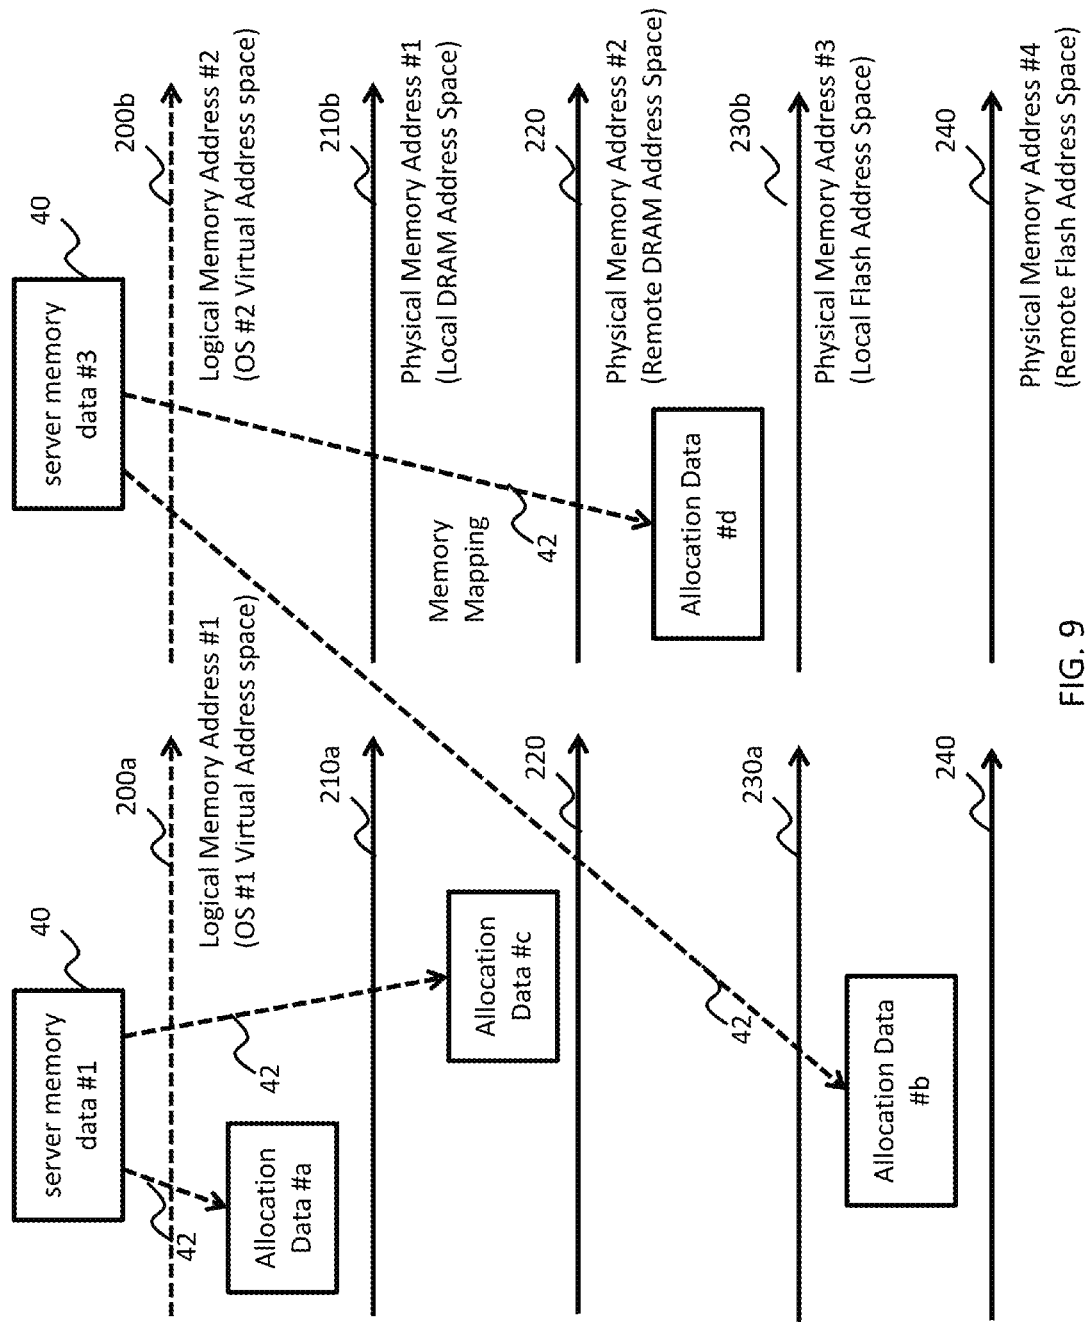 server memory
data #1
40
server memory
data #3
40
42
200a
200b
Logical Memory Address #1
(OS #1 Virtual Address space)
Logical Memory Address #2
(OS #2 Virtual Address space)
Allocation
Data #a
42
210a
210b
Physical Memory Address #1
(Local DRAM Address Space)
Memory
Mapping
Allocation
Data #c
42
220
220
Physical Memory Address #2
(Remote DRAM Address Space)
Allocation Data
#d
42
230a
230b
Physical Memory Address #3
(Local Flash Address Space)
Allocation Data
#b
240
240
Physical Memory Address #4
(Remote Flash Address Space)
FIG. 9